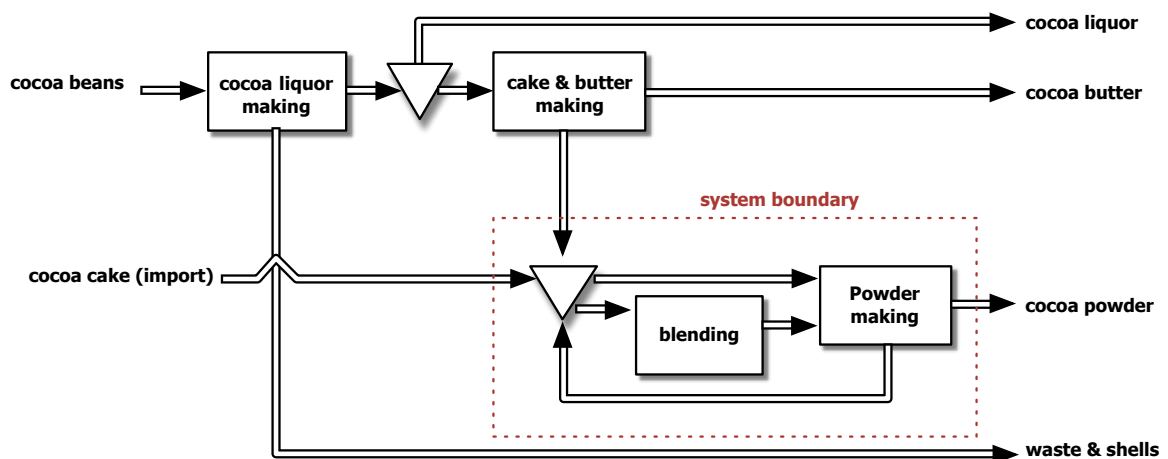 cocoa liquor
cocoa beans
cocoa liquor
making
cake & butter
making
cocoa butter
system boundary
cocoa cake (import)
Powder
making
cocoa powder
blending
waste & shells